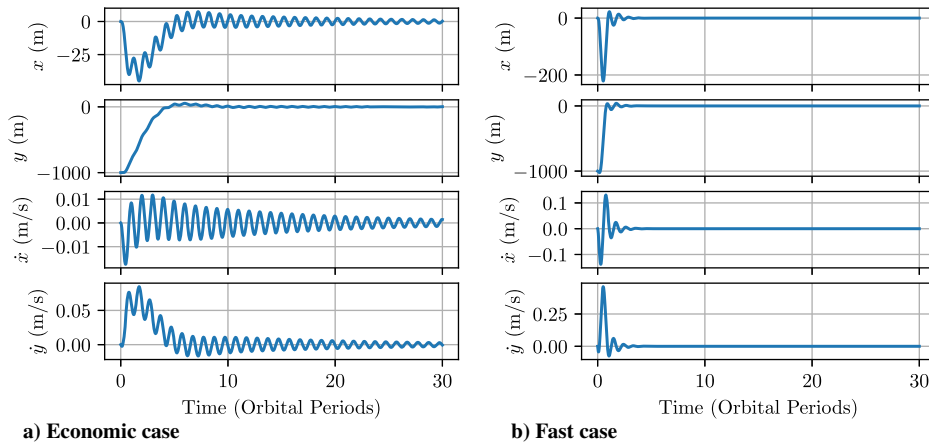 0
−25
x (m)
0
−1000
y (m)
0.01
0.00
−0.01
ẋ (m/s)
0.05
0.00
ẏ (m/s)
0 10 20 30
Time (Orbital Periods)
a) Economic case
0
−200
x (m)
0
−1000
y (m)
0.1
0.0
−0.1
ẋ (m/s)
0.25
0.00
ẏ (m/s)
0 10 20 30
Time (Orbital Periods)
b) Fast case